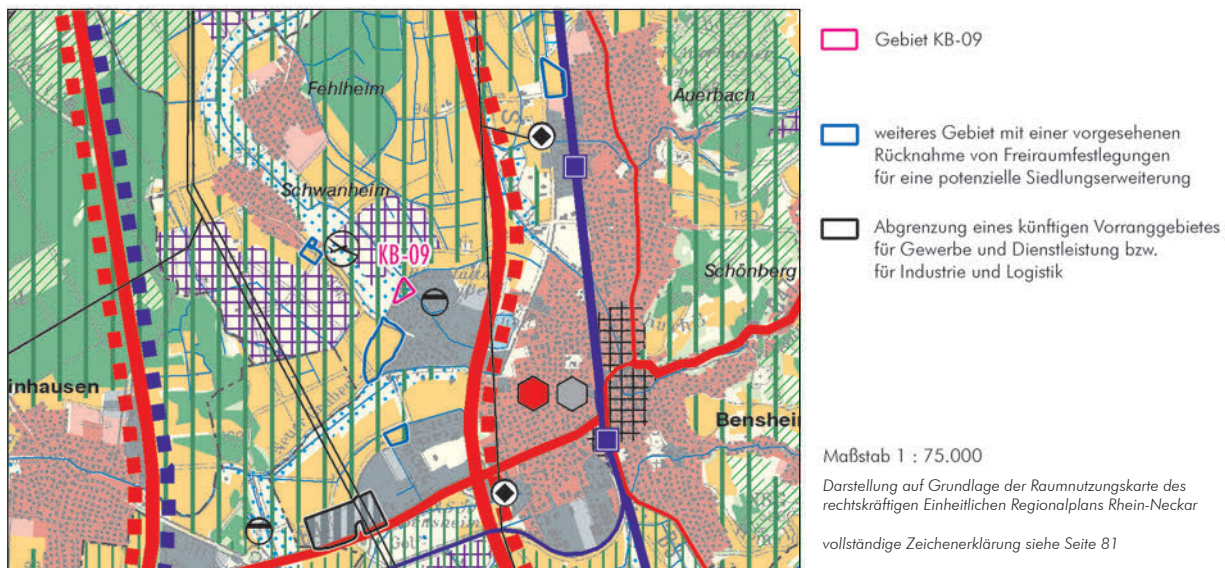 Fehlheim
Auerbach
Schwanheim
KB-09
Schönberg
inhausen
Benshei
Gebiet KB-09
weiteres Gebiet mit einer vorgesehenen
Rücknahme von Freiraumfestlegungen
für eine potenzielle Siedlungserweiterung
Abgrenzung eines künftigen Vorranggebietes
für Gewerbe und Dienstleistung bzw.
für Industrie und Logistik
Maßstab 1 : 75.000
Darstellung auf Grundlage der Raumnutzungskarte des
rechtskräftigen Einheitlichen Regionalplans Rhein-Neckar
vollständige Zeichenerklärung siehe Seite 81